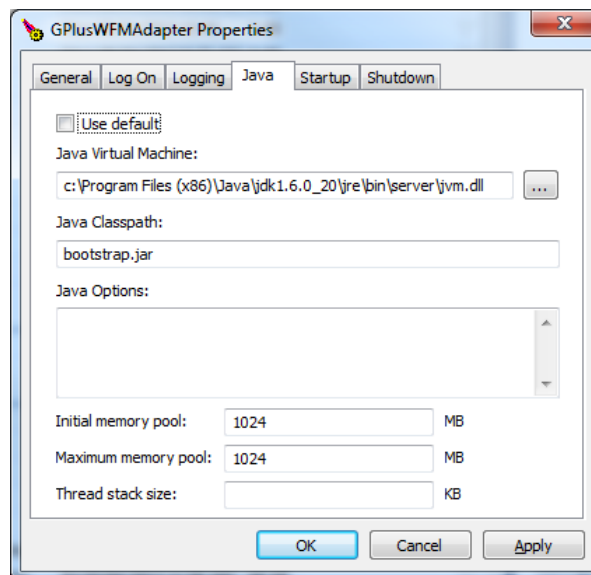 GPlusWFMAdapter Properties
General Log On Logging Java Startup Shutdown
Use default
Java Virtual Machine:
c:\Program Files (x86)\Java\jdk1.6.0_20\jre\bin\server\jvm.dll ...
Java Classpath:
bootstrap.jar
Java Options:
Initial memory pool: 1024 MB
Maximum memory pool: 1024 MB
Thread stack size: KB
OK Cancel Apply